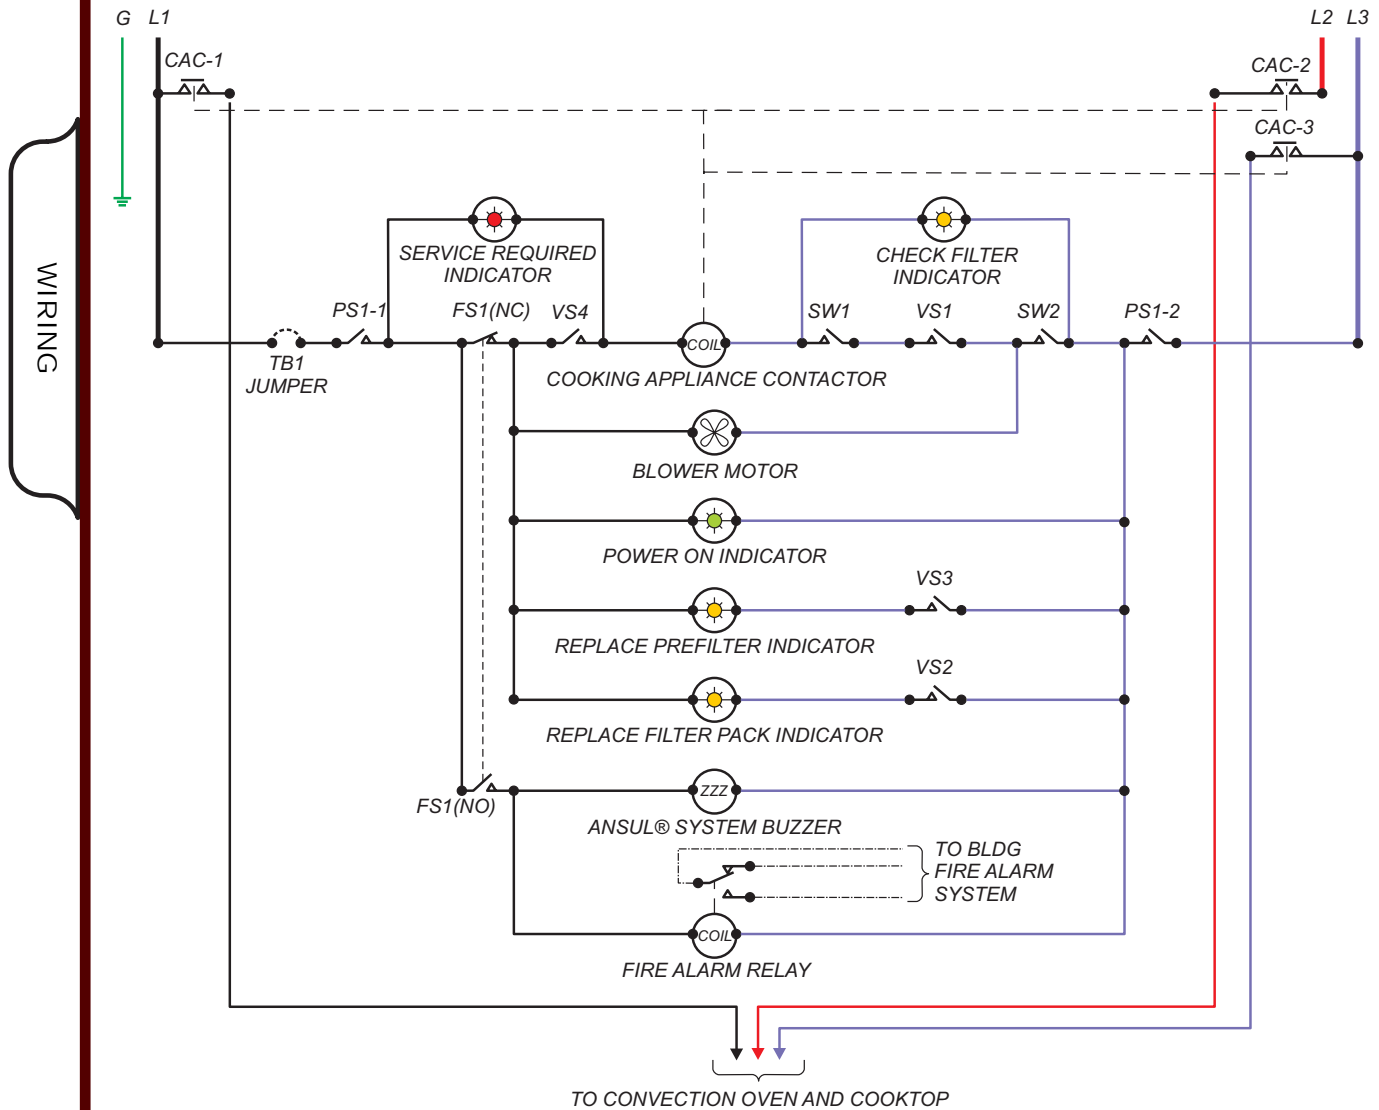 G
L1
L2
L3
CAC-1
CAC-2
CAC-3
WIRING
SERVICE REQUIRED
INDICATOR
CHECK FILTER
INDICATOR
PS1-1
FS1(NC)
VS4
SW1
VS1
SW2
PS1-2
COIL
TB1
JUMPER
COOKING APPLIANCE CONTACTOR
BLOWER MOTOR
POWER ON INDICATOR
VS3
REPLACE PREFILTER INDICATOR
VS2
REPLACE FILTER PACK INDICATOR
FS1(NO)
ZZZ
ANSUL® SYSTEM BUZZER
TO BLDG
FIRE ALARM
SYSTEM
COIL
FIRE ALARM RELAY
TO CONVECTION OVEN AND COOKTOP